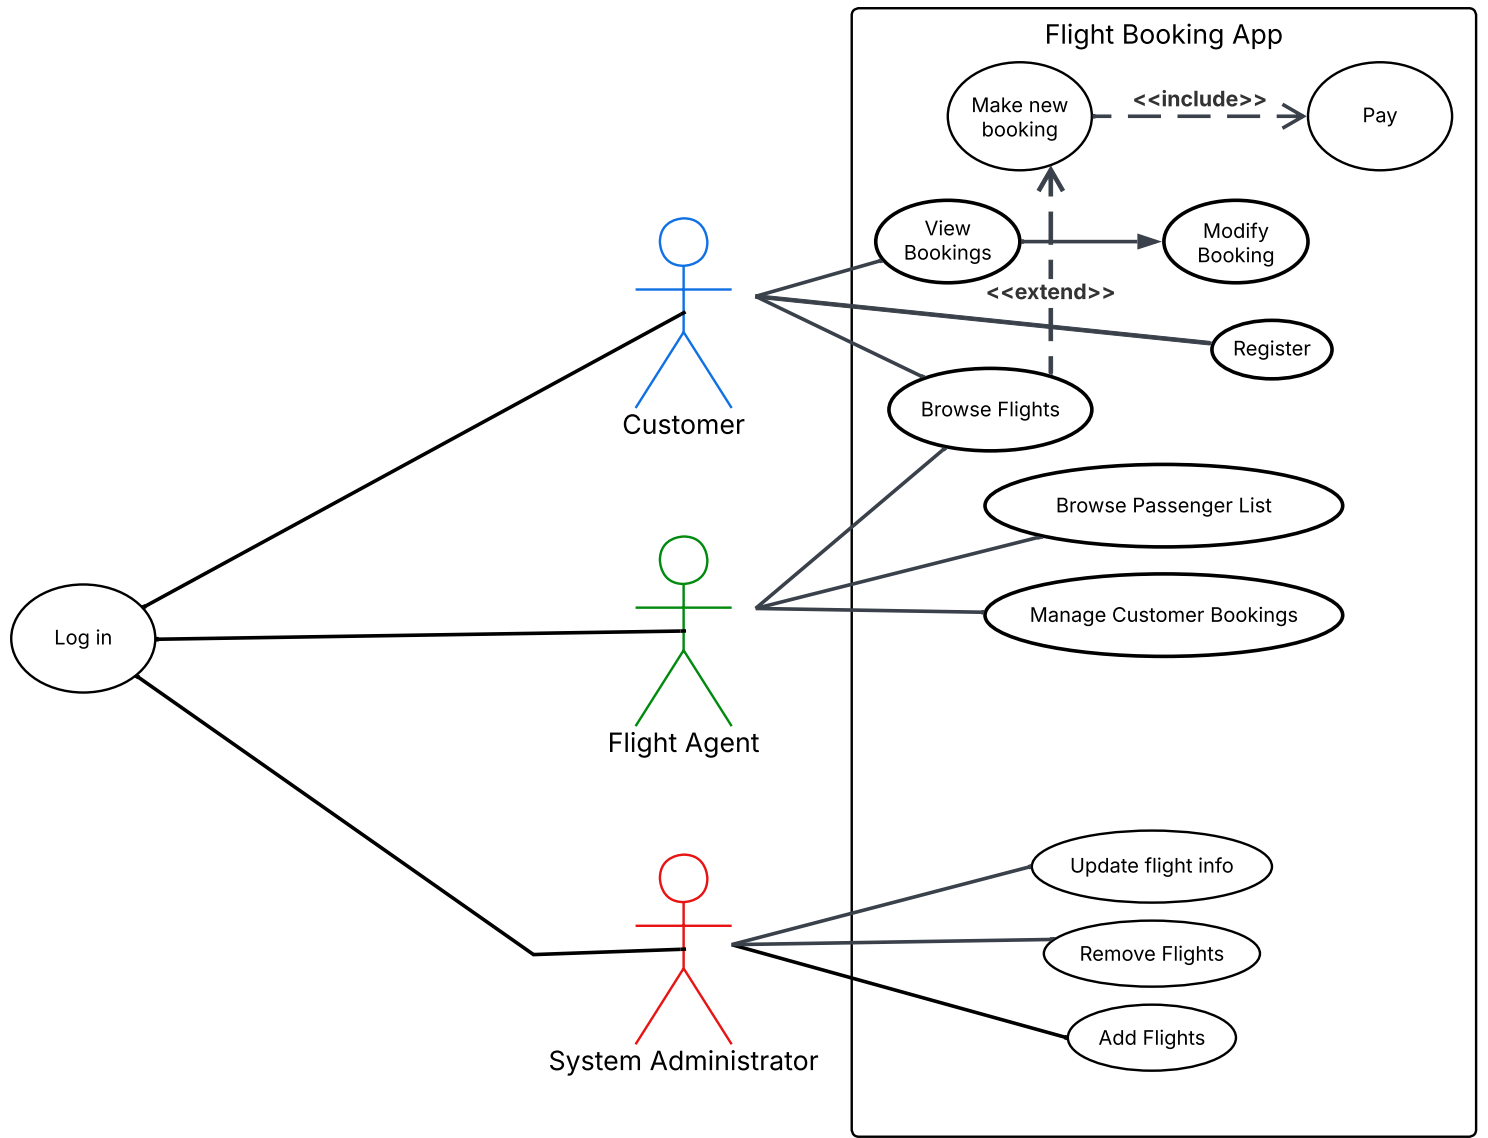 Flight Booking App
Make new
booking
<<include>>
Pay
View
Bookings
Modify
Booking
<<extend>>
Register
Customer
Browse Flights
Browse Passenger List
Manage Customer Bookings
Log in
Flight Agent
Update flight info
Remove Flights
Add Flights
System Administrator